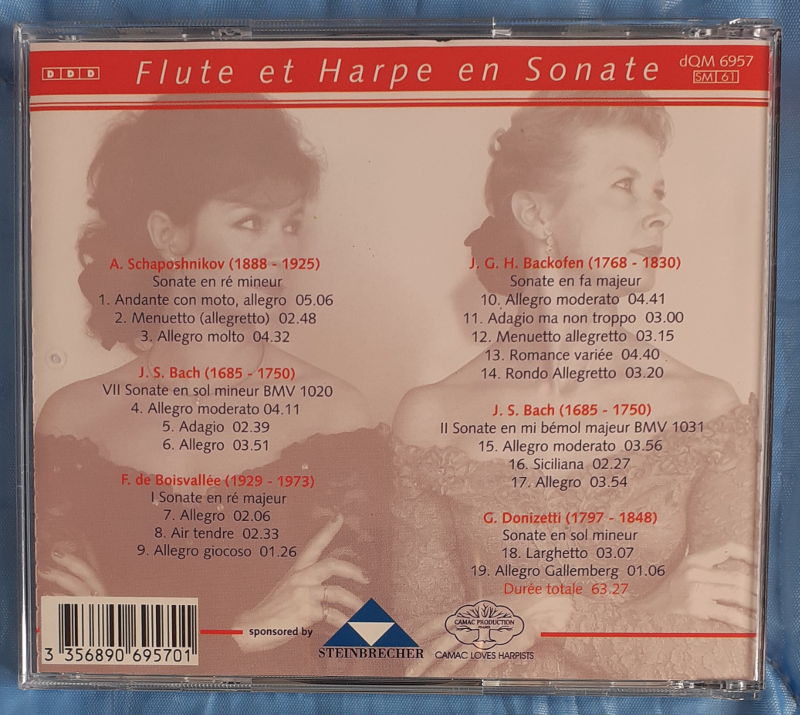 DDD
Flute et Harpe en Sonate
dQM 6957
SM 61
A. Schaposhnikov (1888 - 1925)
Sonate en ré mineur
1. Andante con moto, allegro 05.06
2. Menuetto (allegretto) 02.48
3. Allegro molto 04.32
J. S. Bach (1685 - 1750)
VII Sonate en sol mineur BMV 1020
4. Allegro moderato 04.11
5. Adagio 02.39
6. Allegro 03.51
F. de Boisvallée (1929 - 1973)
I Sonate en ré majeur
7. Allegro 02.06
8. Air tendre 02.33
9. Allegro giocoso 01.26
J. G. H. Backofen (1768 - 1830)
Sonate en fa majeur
10. Allegro moderato 04.41
11. Adagio ma non troppo 03.00
12. Menuetto allegretto 03.15
13. Romance variée 04.40
14. Rondo Allegretto 03.20
J. S. Bach (1685 - 1750)
II Sonate en mi bémol majeur BMV 1031
15. Allegro moderato 03.56
16. Siciliana 02.27
17. Allegro 03.54
G. Donizetti (1797 - 1848)
Sonate en sol mineur
18. Larghetto 03.07
19. Allegro Gallemberg 01.06
Durée totale 63.27
3 356890 695701
sponsored by
STEINBRECHER
CAMAC PRODUCTION
CAMAC LOVES HARPISTS